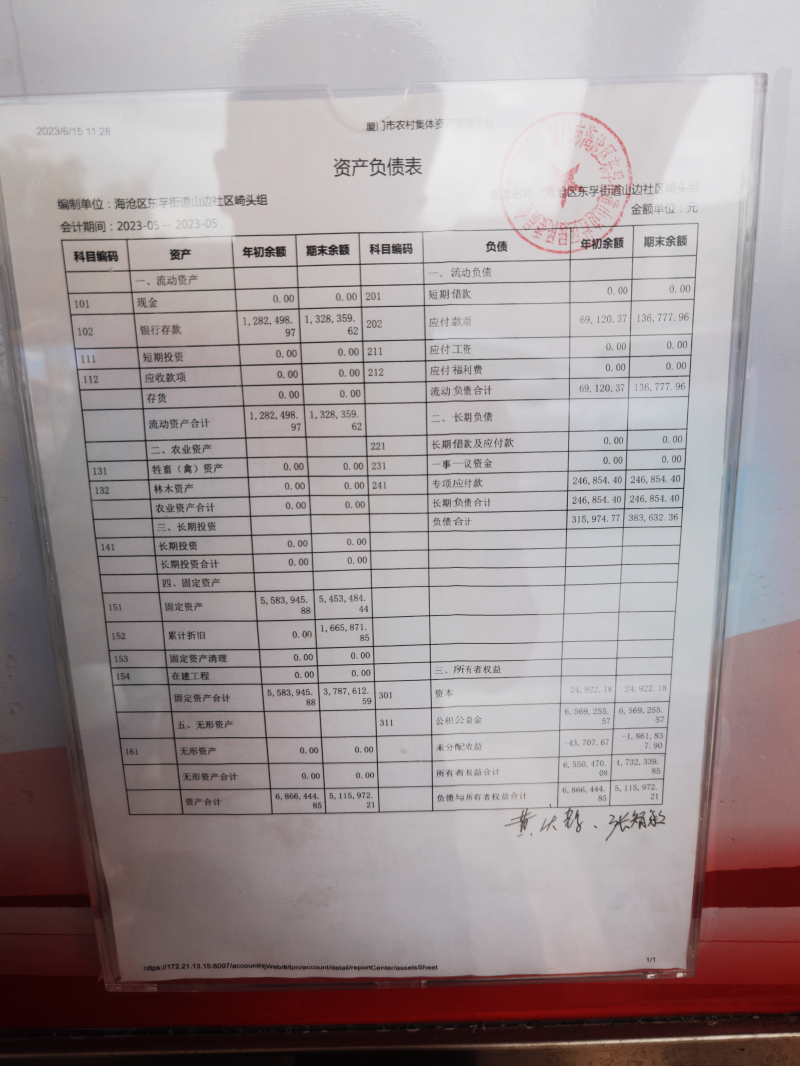 2023/6/15 11:28
厦门市农村集体资
资产负债表
编制单位：海沧区东孚街道山边社区崎头组
海沧区东孚街道山边社区崎头组
会计期间：2023-05 -- 2023-05
金额单位：元
科目编码 资产 年初余额 期末余额 科目编码 负债 年初余额 期末余额
一、流动资产 一、流动负债
101 现金 0.00 0.00 201 短期借款 0.00 0.00
102 银行存款 1,282,498.97 1,328,359.62 202 应付款项 69,120.37 136,777.96
111 短期投资 0.00 0.00 211 应付工资 0.00 0.00
112 应收款项 0.00 0.00 212 应付福利费 0.00 0.00
存货 0.00 0.00 流动负债合计 69,120.37 136,777.96
流动资产合计 1,282,498.97 1,328,359.62 二、长期负债
二、农业资产 221 长期借款及应付款 0.00 0.00
131 牲畜（禽）资产 0.00 0.00 231 一事一议资金 0.00 0.00
132 林木资产 0.00 0.00 241 专项应付款 246,854.40 246,854.40
农业资产合计 0.00 0.00 长期负债合计 246,854.40 246,854.40
三、长期投资 负债合计 315,974.77 383,632.36
141 长期投资 0.00 0.00
长期投资合计 0.00 0.00
四、固定资产
151 固定资产 5,583,945.88 5,453,484.44
152 累计折旧 0.00 1,665,871.85
153 固定资产清理 0.00 0.00
154 在建工程 0.00 0.00 三、所有者权益
固定资产合计 5,583,945.88 3,787,612.59 301 资本 24,922.18 24,922.18
五、无形资产 311 公积公益金 6,569,255.57 6,569,255.57
161 无形资产 0.00 0.00 未分配收益 -43,707.67 -1,861,837.90
无形资产合计 0.00 0.00 所有者权益合计 6,550,470.08 4,732,339.85
资产合计 6,866,444.85 5,115,972.21 负债与所有者权益合计 6,866,444.85 5,115,972.21
https://172.21.13.15:8097/accountNjWeb/#/bm/account/detail/reportCenter/assetsSheet
1/1